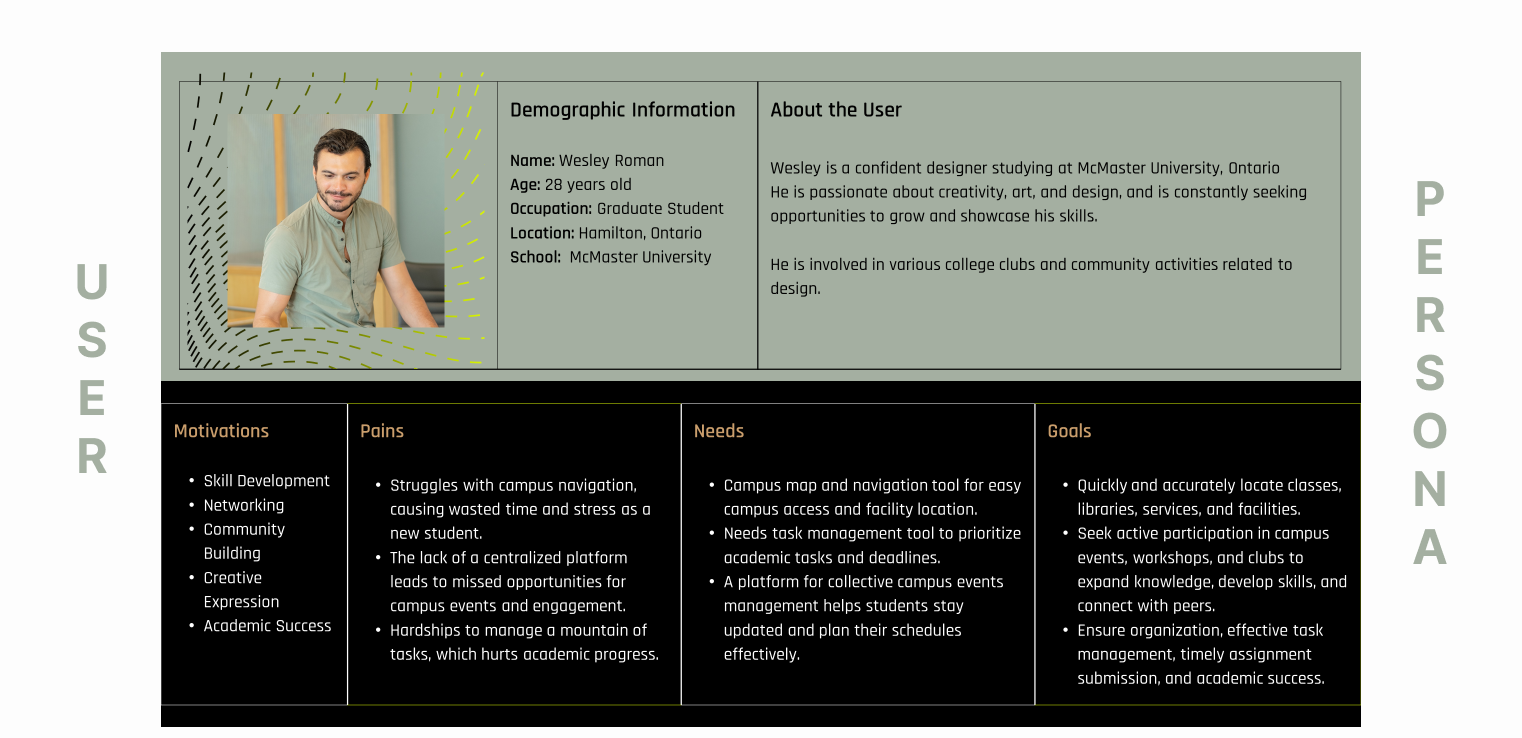 USER
PERSONA
Demographic Information
Name: Wesley Roman
Age: 28 years old
Occupation: Graduate Student
Location: Hamilton, Ontario
School: McMaster University
About the User
Wesley is a confident designer studying at McMaster University, Ontario
He is passionate about creativity, art, and design, and is constantly seeking
opportunities to grow and showcase his skills.
He is involved in various college clubs and community activities related to
design.
Motivations
• Skill Development
• Networking
• Community
Building
• Creative
Expression
• Academic Success
Pains
• Struggles with campus navigation,
causing wasted time and stress as a
new student.
• The lack of a centralized platform
leads to missed opportunities for
campus events and engagement.
• Hardships to manage a mountain of
tasks, which hurts academic progress.
Needs
• Campus map and navigation tool for easy
campus access and facility location.
• Needs task management tool to prioritize
academic tasks and deadlines.
• A platform for collective campus events
management helps students stay
updated and plan their schedules
effectively.
Goals
• Quickly and accurately locate classes,
libraries, services, and facilities.
• Seek active participation in campus
events, workshops, and clubs to
expand knowledge, develop skills, and
connect with peers.
• Ensure organization, effective task
management, timely assignment
submission, and academic success.